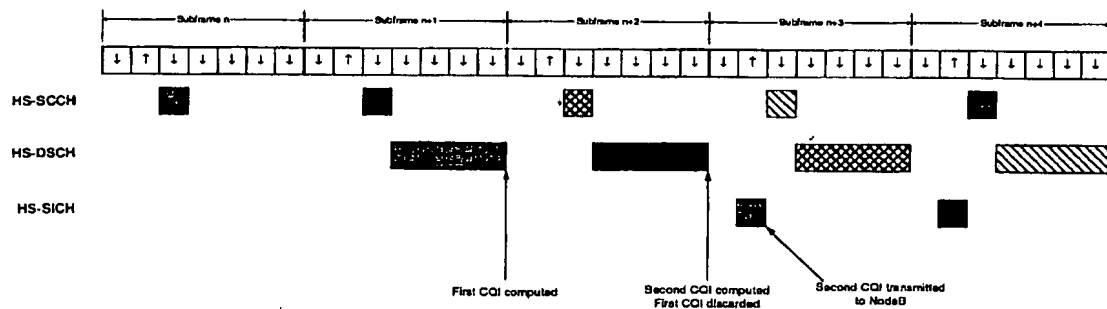 Subframe n
Subframe n+1
Subframe n+2
Subframe n+3
Subframe n+4
↓ ↑ ↓ ↓ ↓ ↓ ↓ ↓ ↑ ↓ ↓ ↓ ↓ ↓ ↓ ↑ ↓ ↓ ↓ ↓ ↓ ↓ ↑ ↓ ↓ ↓ ↓ ↓ ↓ ↑ ↓ ↓ ↓ ↓ ↓
HS-SCCH
HS-DSCH
HS-SICH
First CQI computed
Second CQI computed
First CQI discarded
Second CQI transmitted
to NodeB